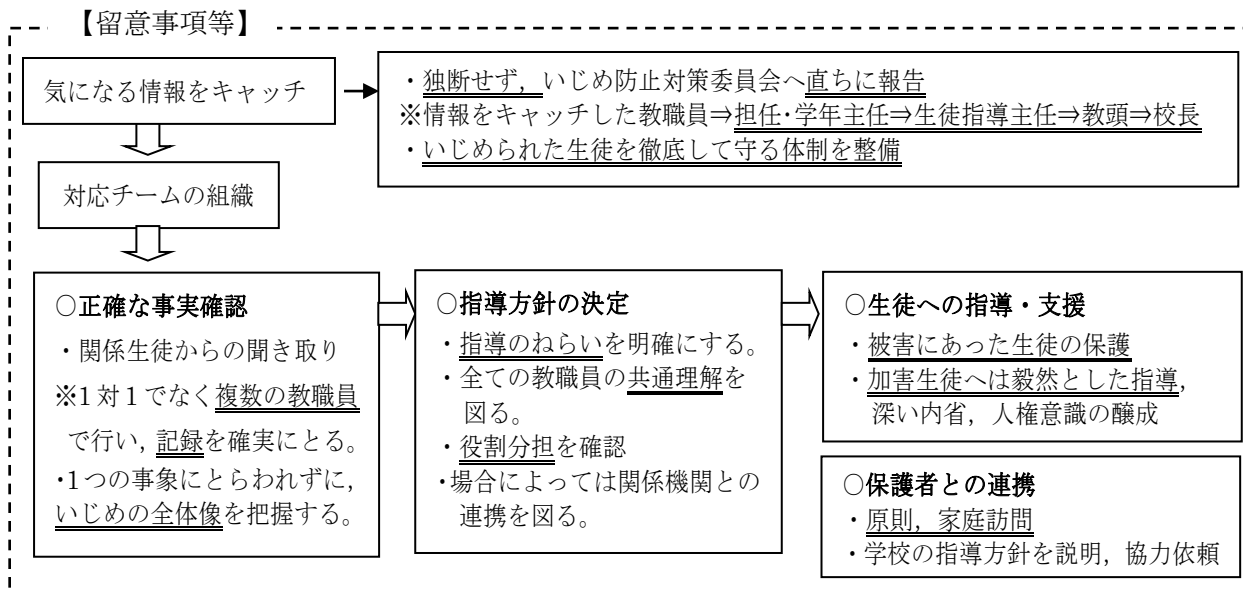 【留意事項等】
気になる情報をキャッチ
・独断せず，いじめ防止対策委員会へ直ちに報告
※情報をキャッチした教職員⇒担任・学年主任⇒生徒指導主任⇒教頭⇒校長
・いじめられた生徒を徹底して守る体制を整備
対応チームの組織
○正確な事実確認
・関係生徒からの聞き取り
※1対１でなく複数の教職員
で行い，記録を確実にとる。
・1つの事象にとらわれずに，
いじめの全体像を把握する。
○指導方針の決定
・指導のねらいを明確にする。
・全ての教職員の共通理解を
図る。
・役割分担を確認
・場合によっては関係機関との
連携を図る。
○生徒への指導・支援
・被害にあった生徒の保護
・加害生徒へは毅然とした指導，
深い内省，人権意識の醸成
○保護者との連携
・原則，家庭訪問
・学校の指導方針を説明，協力依頼